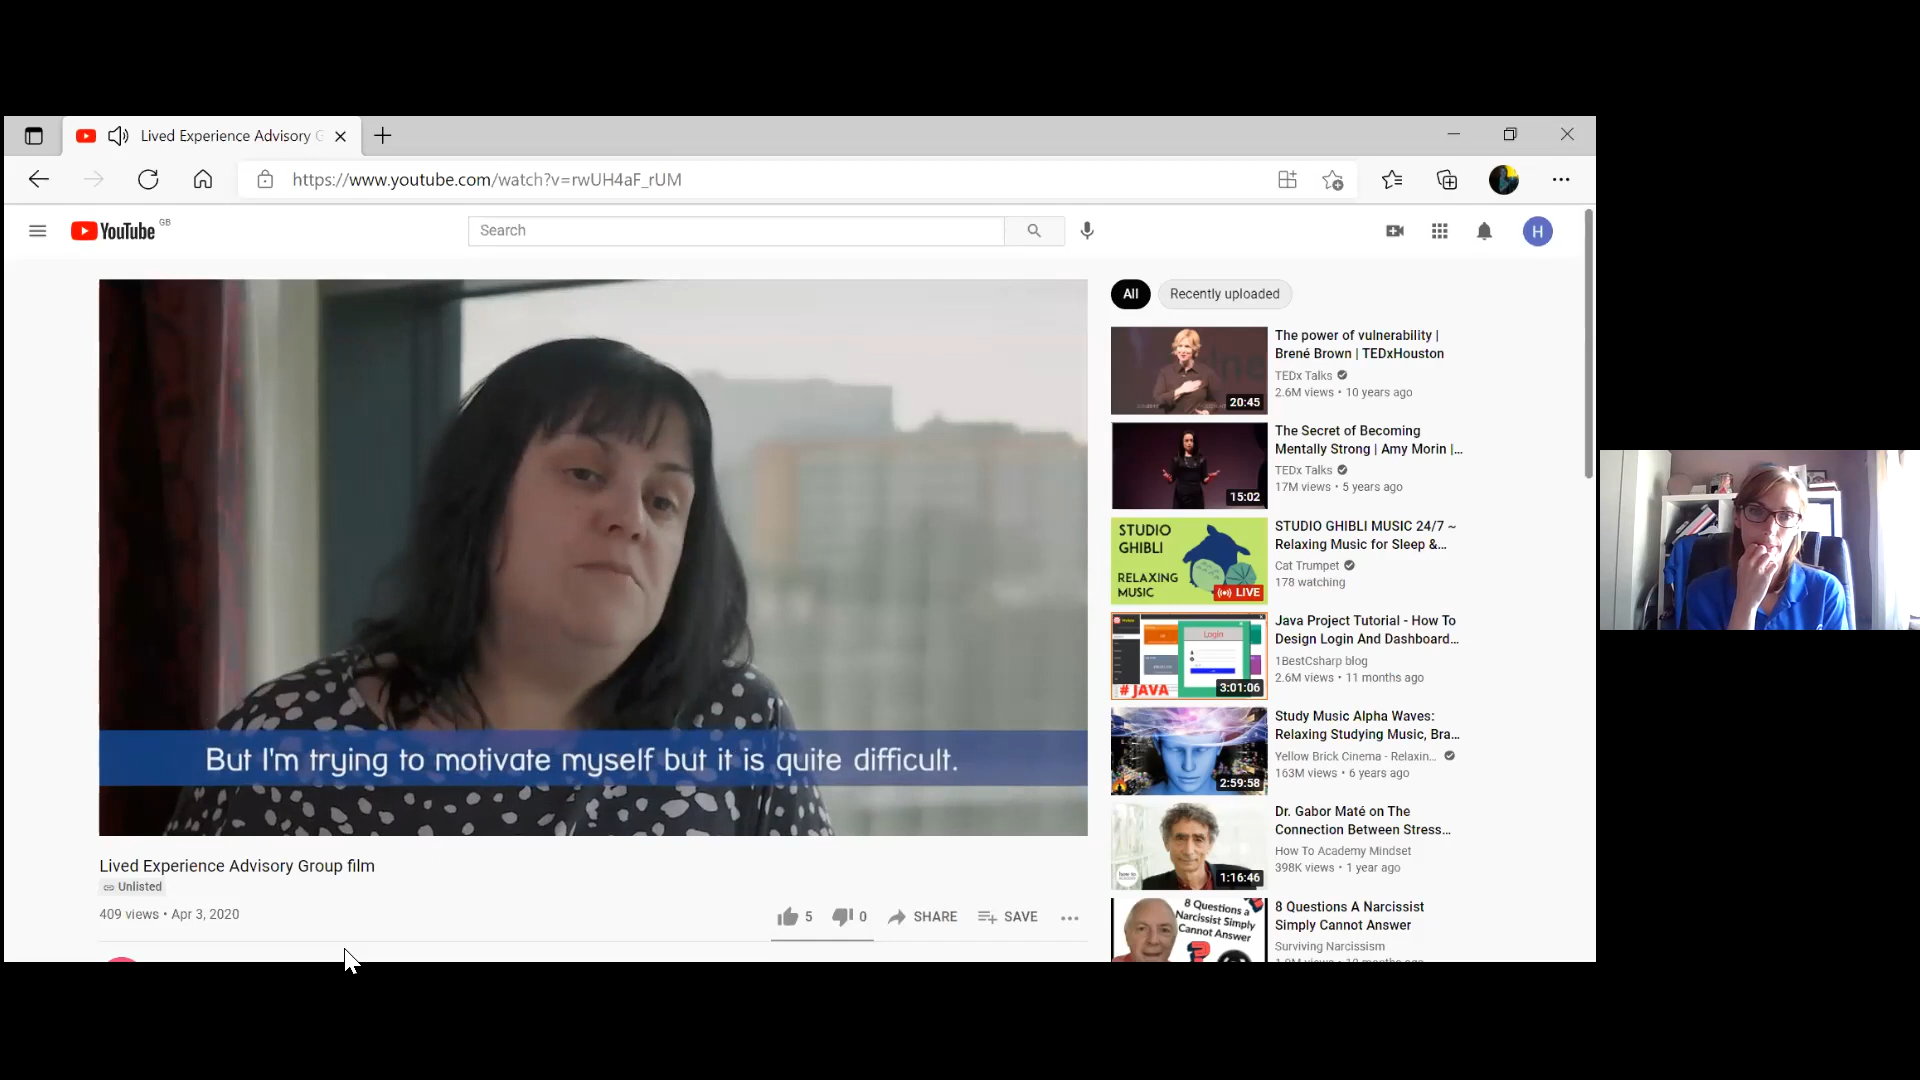 Lived Experience Advisory G
https://www.youtube.com/watch?v=rwUH4aF_rUM
YouTube GB
Search
H
But I'm trying to motivate myself but it is quite difficult.
Lived Experience Advisory Group film
Unlisted
409 views • Apr 3, 2020
5
0
SHARE
SAVE
All
Recently uploaded
20:45
The power of vulnerability |
Brené Brown | TEDxHouston
TEDx Talks
2.6M views • 10 years ago
15:02
The Secret of Becoming
Mentally Strong | Amy Morin |...
TEDx Talks
17M views • 5 years ago
STUDIO
GHIBLI
RELAXING
MUSIC
LIVE
STUDIO GHIBLI MUSIC 24/7 ~
Relaxing Music for Sleep &...
Cat Trumpet
178 watching
Login
# JAVA
3:01:06
Java Project Tutorial - How To
Design Login And Dashboard...
1BestCsharp blog
2.6M views • 11 months ago
2:59:58
Study Music Alpha Waves:
Relaxing Studying Music, Bra...
Yellow Brick Cinema - Relaxin...
163M views • 6 years ago
how to
1:16:46
Dr. Gabor Maté on The
Connection Between Stress...
How To Academy Mindset
398K views • 1 year ago
8 Questions a
Narcissist Simply
Cannot Answer
8 Questions A Narcissist
Simply Cannot Answer
Surviving Narcissism